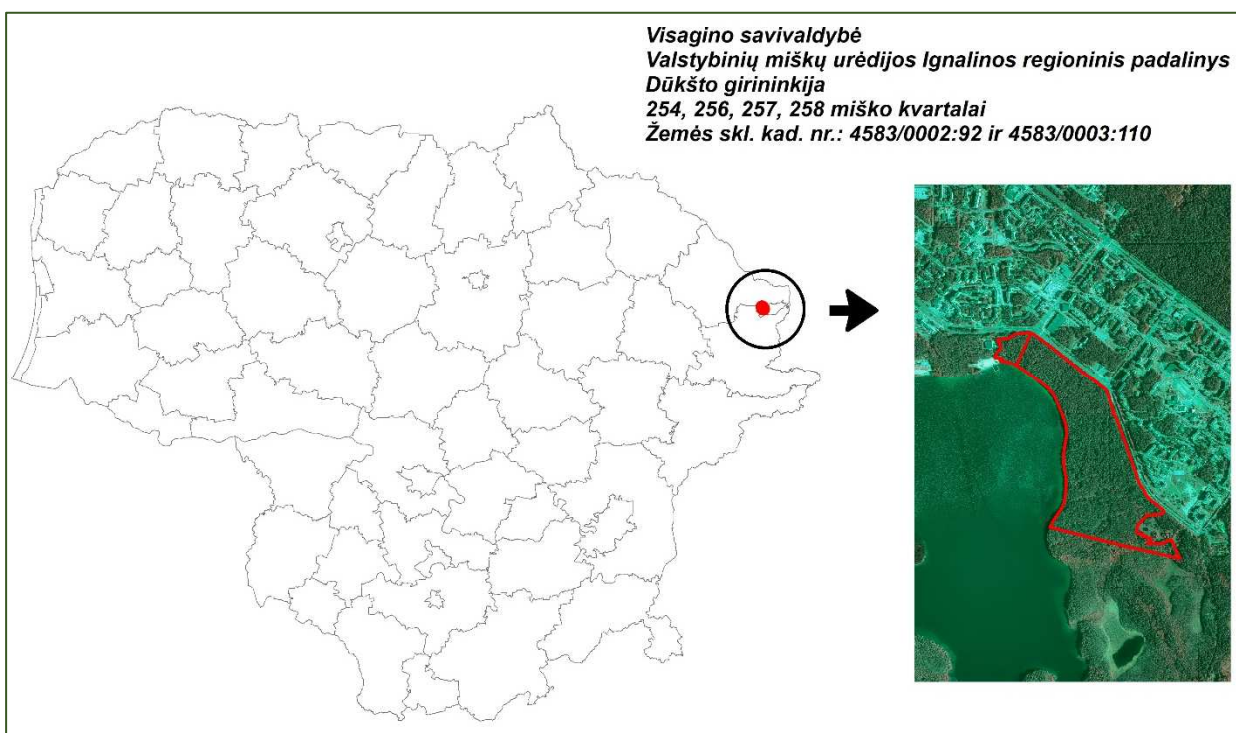 Visagino savivaldybė
Valstybinių miškų urėdijos Ignalinos regioninis padalinys
Dūkšto girininkija
254, 256, 257, 258 miško kvartalai
Žemės skl. kad. nr.: 4583/0002:92 ir 4583/0003:110